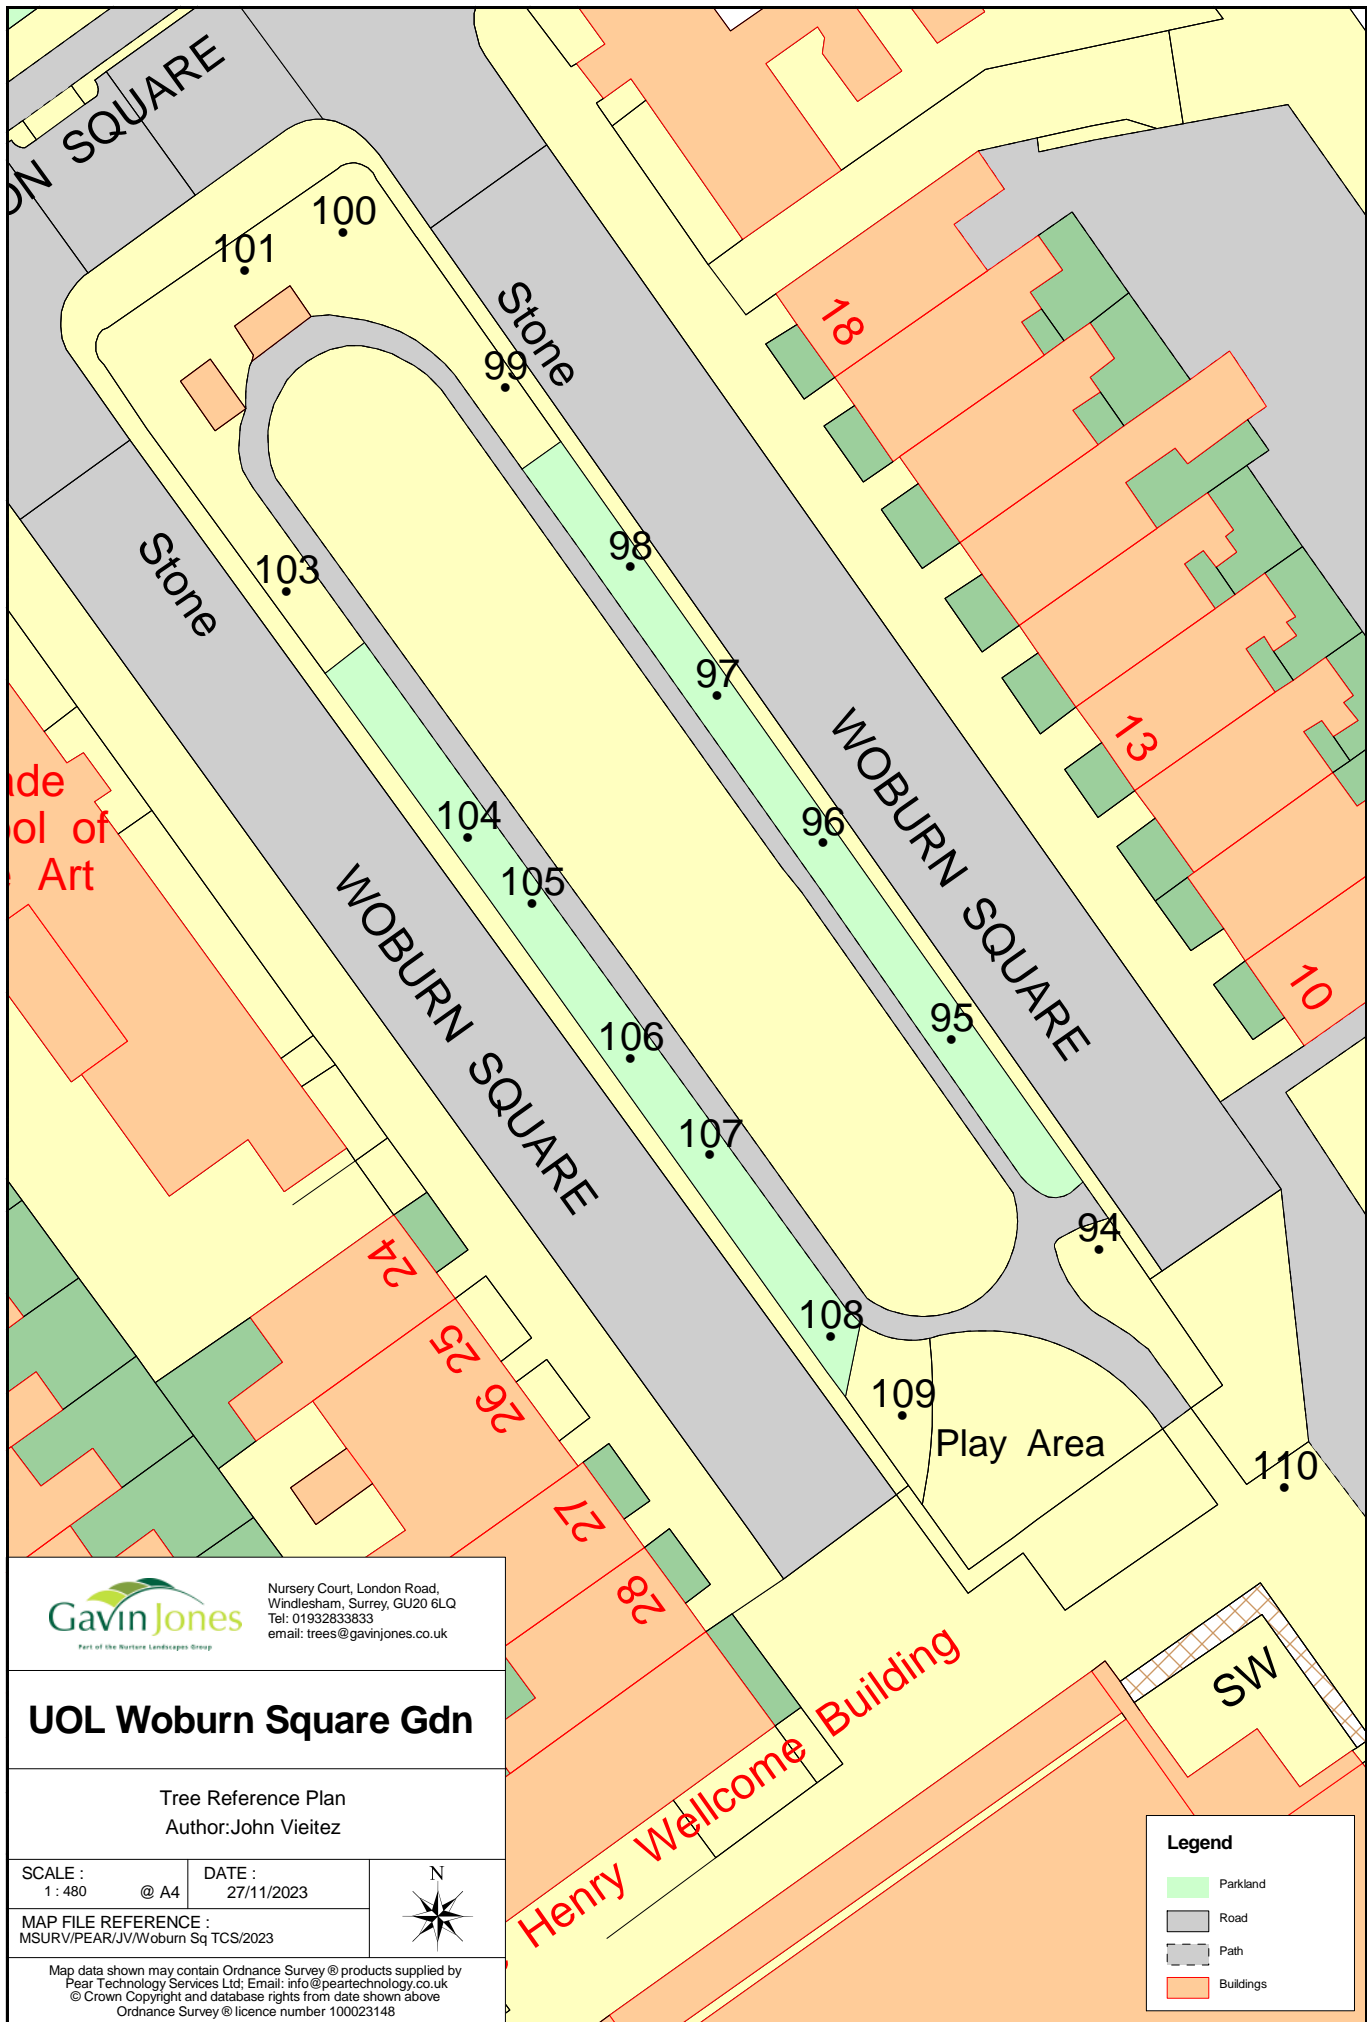 ON SQUARE
100
101
Stone
99
18
98
Stone
103
97
13
WOBURN SQUARE
ade
ool of
Art
104
96
105
10
WOBURN SQUARE
95
106
107
94
24
108
25
26
109
Play Area
110
27
28
Henry Wellcome Building
SW
Gavin Jones
Part of the Nurture Landscapes Group
Nursery Court, London Road,
Windlesham, Surrey, GU20 6LQ
Tel: 01932833833
email: trees@gavinjones.co.uk
UOL Woburn Square Gdn
Tree Reference Plan
Author:John Vieitez
SCALE :
1 : 480 @ A4
DATE :
27/11/2023
N
MAP FILE REFERENCE :
MSURV/PEAR/JV/Woburn Sq TCS/2023
Map data shown may contain Ordnance Survey ® products supplied by
Pear Technology Services Ltd; Email: info@peartechnology.co.uk
© Crown Copyright and database rights from date shown above
Ordnance Survey ® licence number 100023148
Legend
Parkland
Road
Path
Buildings